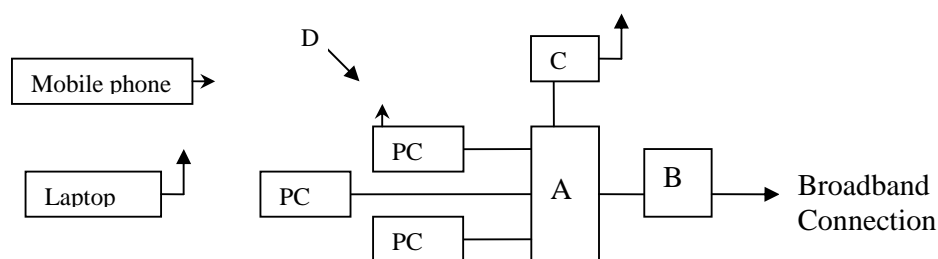 D
C
Mobile phone
PC
A
B
Laptop
PC
Broadband
Connection
PC